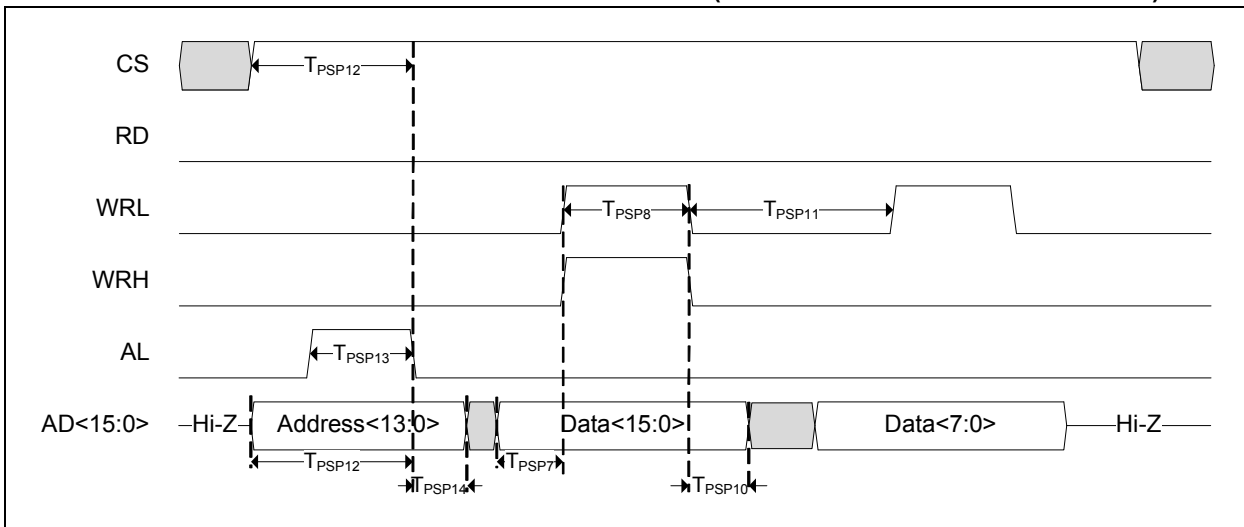 CS
T_PSP12
RD
WRL
T_PSP8
T_PSP11
WRH
AL
T_PSP13
AD<15:0>
Hi-Z
Address<13:0>
Data<15:0>
Data<7:0>
Hi-Z
T_PSP12
T_PSP7
T_PSP14
T_PSP10